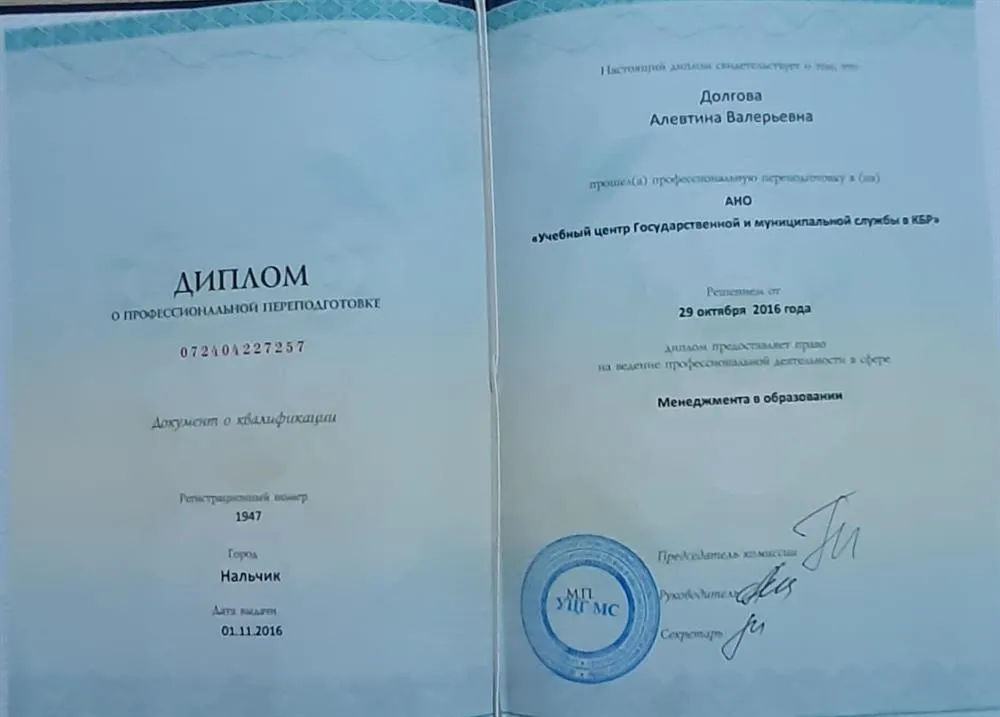 ДИПЛОМ
О ПРОФЕССИОНАЛЬНОЙ ПЕРЕПОДГОТОВКЕ
072404227257
Документ о квалификации
Регистрационный номер
1947
Город
Нальчик
Дата выдачи
01.11.2016
Настоящий диплом свидетельствует о том, что
Долгова
Алевтина Валерьевна
прошел(а) профессиональную переподготовку в (на)
АНО
«Учебный центр Государственной и муниципальной службы в КБР»
Решением от
29 октября 2016 года
диплом предоставляет право
на ведение профессиональной деятельности в сфере
Менеджмента в образовании
Председатель комиссии
М.П
Руководитель
УЦГМС
Секретарь